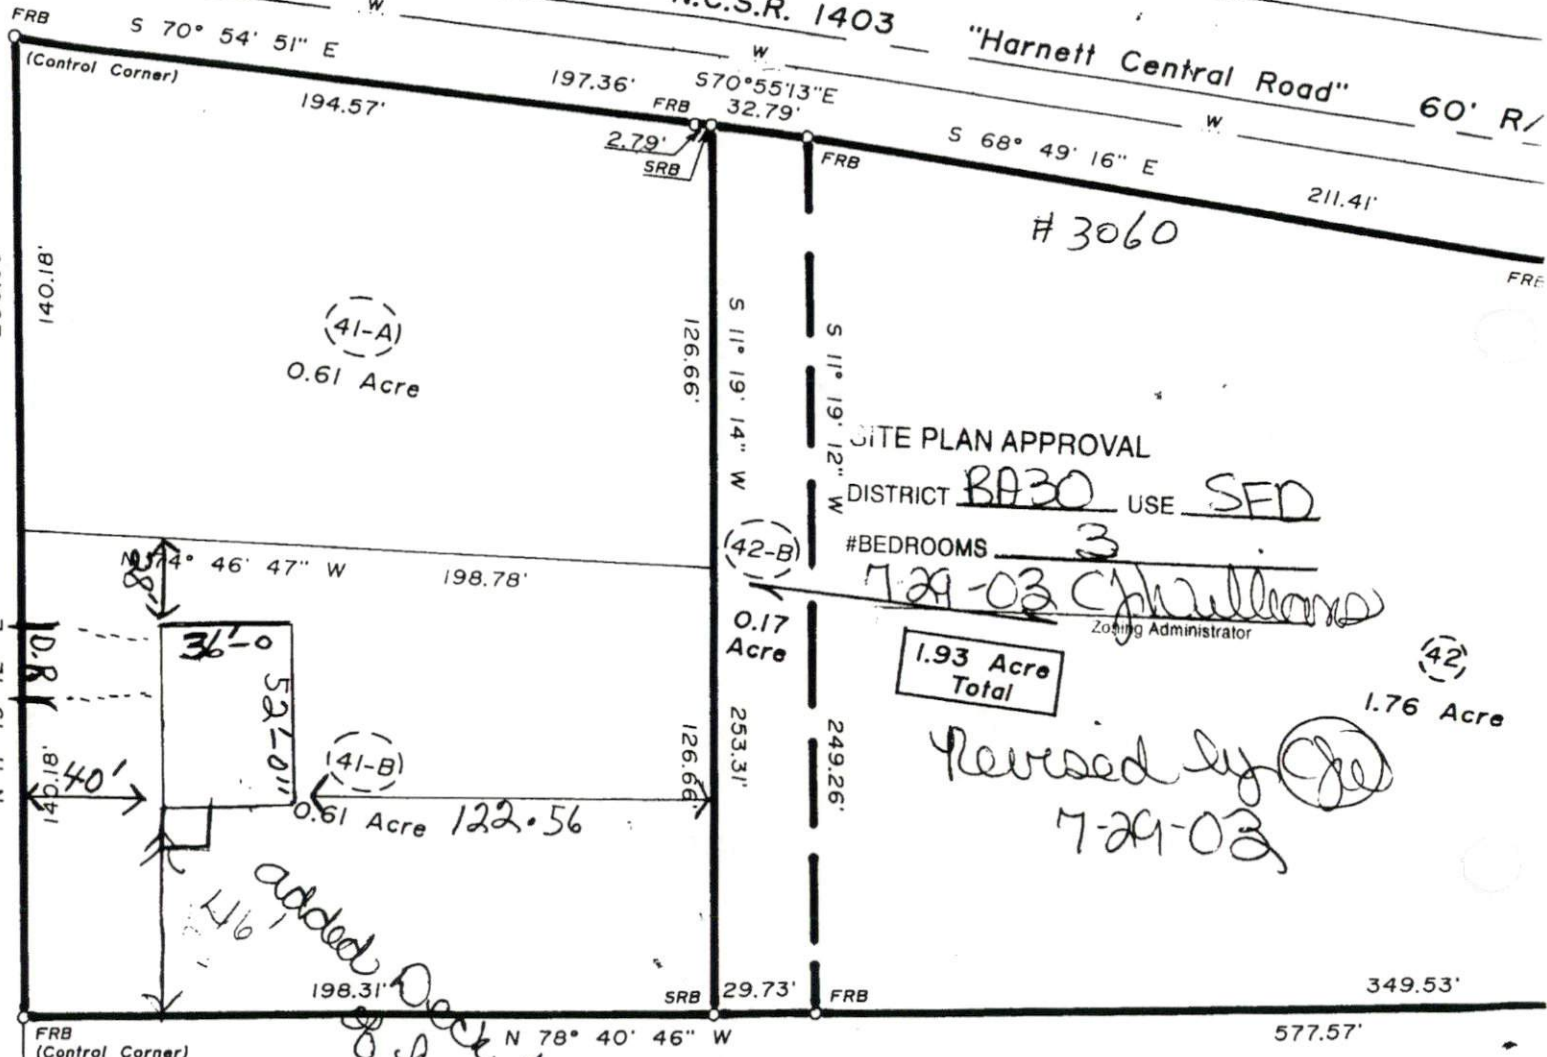 N.C.S.R. 1403 "Harnett Central Road" 60' R/
W
W
W
FRB
S 70° 54' 51" E
(Control Corner)
194.57'
197.36'
S70°55'13"E
FRB 32.79'
2.79'
SRB
FRB
S 68° 49' 16" E
211.41'
# 3060
140.18'
41-A
0.61 Acre
126.66'
S 11° 19' 14" W
S 11° 19' 12" W
SITE PLAN APPROVAL
DISTRICT BA30 USE SFD
#BEDROOMS 3
7-29-03 CJWilliams
Zoning Administrator
74° 46' 47" W
198.78'
42-B
0.17
Acre
1.93 Acre
Total
42
1.76 Acre
36'-0
52'-0"
D.R
41-B
0.61 Acre
40'
122.56
140.18'
126.66'
253.31'
249.26'
Revised by
7-29-03
46'
added Deck
198.31'
SRB
29.73'
FRB
349.53'
FRB
(Control Corner)
N 78° 40' 46" W
577.57'